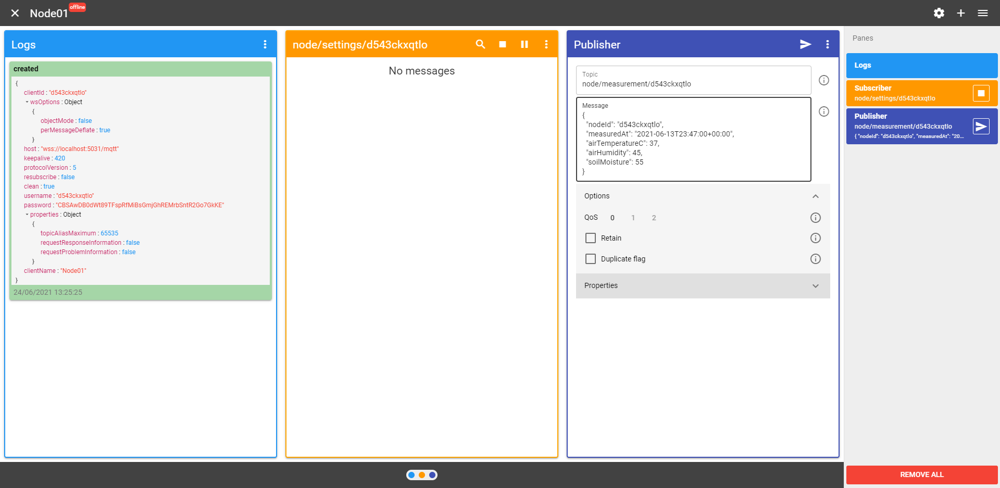 Node01 offline
Logs
created
{
clientId : "d543ckxqtlo"
wsOptions : Object
{
objectMode : false
perMessageDeflate : true
}
host : "wss://localhost:5031/mqtt"
keepalive : 420
protocolVersion : 5
resubscribe : false
clean : true
username : "d543ckxqtlo"
password : "CBSAwDB0dWt89TFspRfMiBsGmjGhREMrbSntR2Go7GkKE"
properties : Object
{
topicAliasMaximum : 65535
requestResponseInformation : false
requestProblemInformation : false
}
clientName : "Node01"
}
24/06/2021 13:25:25
node/settings/d543ckxqtlo
No messages
Publisher
Topic
node/measurement/d543ckxqtlo
Message
{
"nodeId": "d543ckxqtlo",
"measuredAt": "2021-06-13T23:47:00+00:00",
"airTemperatureC": 37,
"airHumidity": 45,
"soilMoisture": 55
}
Options
QoS 0 1 2
Retain
Duplicate flag
Properties
Panes
Logs
Subscriber
node/settings/d543ckxqtlo
Publisher
node/measurement/d543ckxqtlo
{ "nodeId": "d543ckxqtlo", "measuredAt": "20...
REMOVE ALL